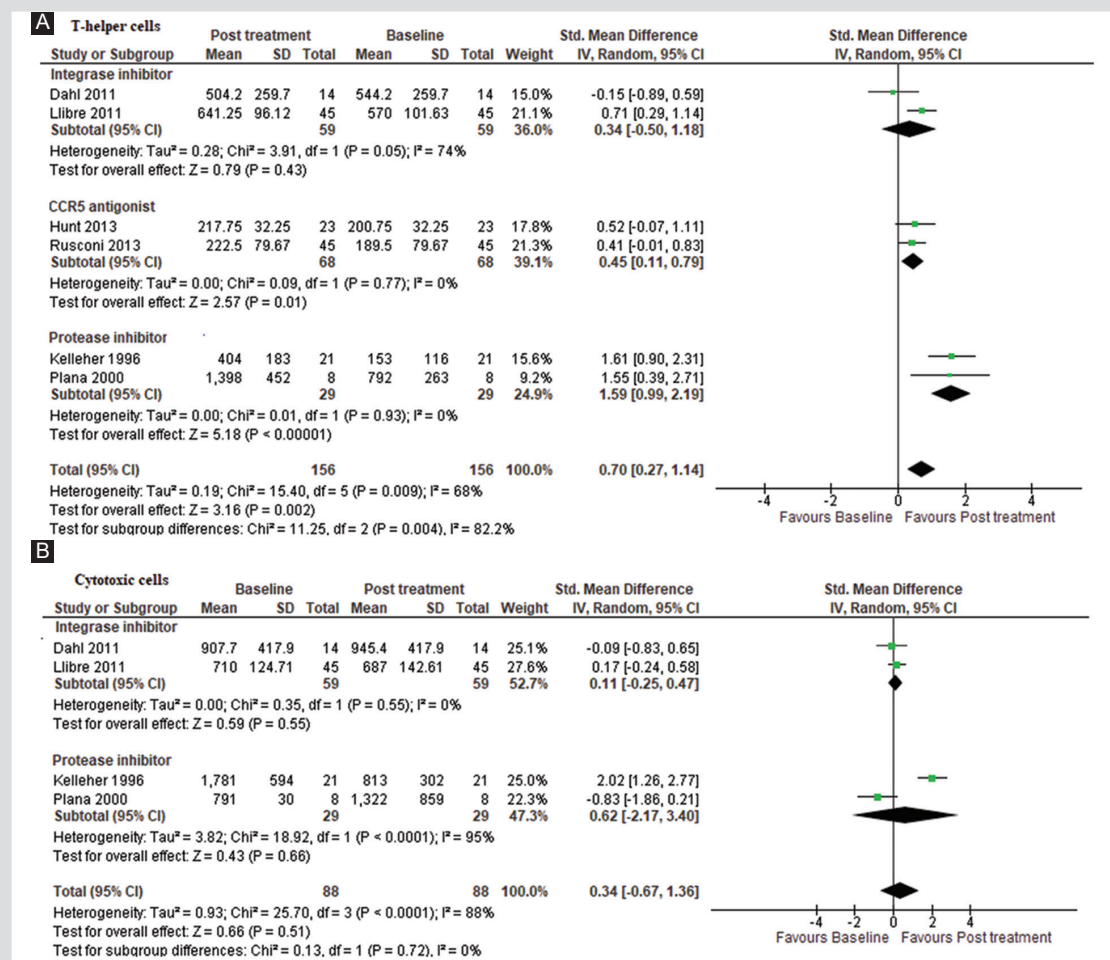 A T-helper cells
Post treatment Baseline Std. Mean Difference Std. Mean Difference
Study or Subgroup Mean SD Total Mean SD Total Weight IV, Random, 95% CI IV, Random, 95% CI
Integrase inhibitor
Dahl 2011 504.2 259.7 14 544.2 259.7 14 15.0% -0.15 [-0.89, 0.59]
Llibre 2011 641.25 96.12 45 570 101.63 45 21.1% 0.71 [0.29, 1.14]
Subtotal (95% CI) 59 59 36.0% 0.34 [-0.50, 1.18]
Heterogeneity: Tau² = 0.28; Chi² = 3.91, df = 1 (P = 0.05); I² = 74%
Test for overall effect: Z = 0.79 (P = 0.43)
CCR5 antigonist
Hunt 2013 217.75 32.25 23 200.75 32.25 23 17.8% 0.52 [-0.07, 1.11]
Rusconi 2013 222.5 79.67 45 189.5 79.67 45 21.3% 0.41 [-0.01, 0.83]
Subtotal (95% CI) 68 68 39.1% 0.45 [0.11, 0.79]
Heterogeneity: Tau² = 0.00; Chi² = 0.09, df = 1 (P = 0.77); I² = 0%
Test for overall effect: Z = 2.57 (P = 0.01)
Protease inhibitor
Kelleher 1996 404 183 21 153 116 21 15.6% 1.61 [0.90, 2.31]
Plana 2000 1,398 452 8 792 263 8 9.2% 1.55 [0.39, 2.71]
Subtotal (95% CI) 29 29 24.9% 1.59 [0.99, 2.19]
Heterogeneity: Tau² = 0.00; Chi² = 0.01, df = 1 (P = 0.93); I² = 0%
Test for overall effect: Z = 5.18 (P < 0.00001)
Total (95% CI) 156 156 100.0% 0.70 [0.27, 1.14]
Heterogeneity: Tau² = 0.19; Chi² = 15.40, df = 5 (P = 0.009); I² = 68%
Test for overall effect: Z = 3.16 (P = 0.002)
Test for subgroup differences: Chi² = 11.25, df = 2 (P = 0.004), I² = 82.2%
-4 -2 0 2 4
Favours Baseline Favours Post treatment
B Cytotoxic cells
Baseline Post treatment Std. Mean Difference Std. Mean Difference
Study or Subgroup Mean SD Total Mean SD Total Weight IV, Random, 95% CI IV, Random, 95% CI
Integrase inhibitor
Dahl 2011 907.7 417.9 14 945.4 417.9 14 25.1% -0.09 [-0.83, 0.65]
Llibre 2011 710 124.71 45 687 142.61 45 27.6% 0.17 [-0.24, 0.58]
Subtotal (95% CI) 59 59 52.7% 0.11 [-0.25, 0.47]
Heterogeneity: Tau² = 0.00; Chi² = 0.35, df = 1 (P = 0.55); I² = 0%
Test for overall effect: Z = 0.59 (P = 0.55)
Protease inhibitor
Kelleher 1996 1,781 594 21 813 302 21 25.0% 2.02 [1.26, 2.77]
Plana 2000 791 30 8 1,322 859 8 22.3% -0.83 [-1.86, 0.21]
Subtotal (95% CI) 29 29 47.3% 0.62 [-2.17, 3.40]
Heterogeneity: Tau² = 3.82; Chi² = 18.92, df = 1 (P < 0.0001); I² = 95%
Test for overall effect: Z = 0.43 (P = 0.66)
Total (95% CI) 88 88 100.0% 0.34 [-0.67, 1.36]
Heterogeneity: Tau² = 0.93; Chi² = 25.70, df = 3 (P < 0.0001); I² = 88%
Test for overall effect: Z = 0.66 (P = 0.51)
Test for subgroup differences: Chi² = 0.13, df = 1 (P = 0.72), I² = 0%
-4 -2 0 2 4
Favours Baseline Favours Post treatment